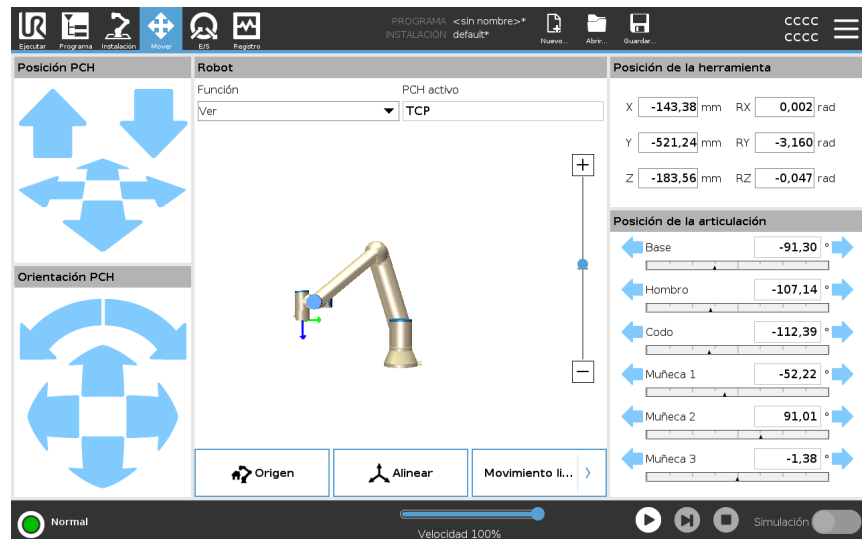 UR
Ejecutar
Programa
Instalación
Mover
E/S
Registro
PROGRAMA <sin nombre>*
INSTALACIÓN default*
Nuevo...
Abrir...
Guardar...
CCCC
CCCC
Posición PCH
Robot
Posición de la herramienta
Función
PCH activo
Ver
TCP
X -143,38 mm RX 0,002 rad
Y -521,24 mm RY -3,160 rad
Z -183,56 mm RZ -0,047 rad
Posición de la articulación
Base -91,30 °
Hombro -107,14 °
Codo -112,39 °
Muñeca 1 -52,22 °
Muñeca 2 91,01 °
Muñeca 3 -1,38 °
Orientación PCH
Origen
Alinear
Movimiento li...
Normal
Velocidad 100%
Simulación